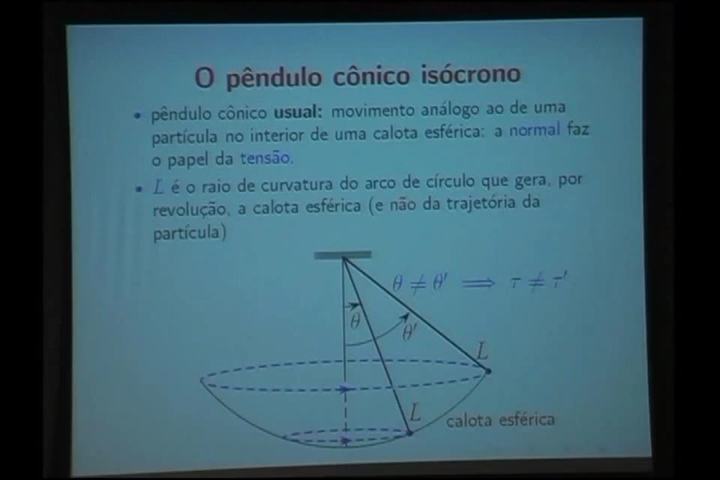 O pêndulo cônico isócrono
• pêndulo cônico usual: movimento análogo ao de uma
partícula no interior de uma calota esférica: a normal faz
o papel da tensão.
• L é o raio de curvatura do arco de círculo que gera, por
revolução, a calota esférica (e não da trajetória da
partícula)
θ ≠ θ' ⟹ τ ≠ τ'
θ
θ'
L
L
calota esférica